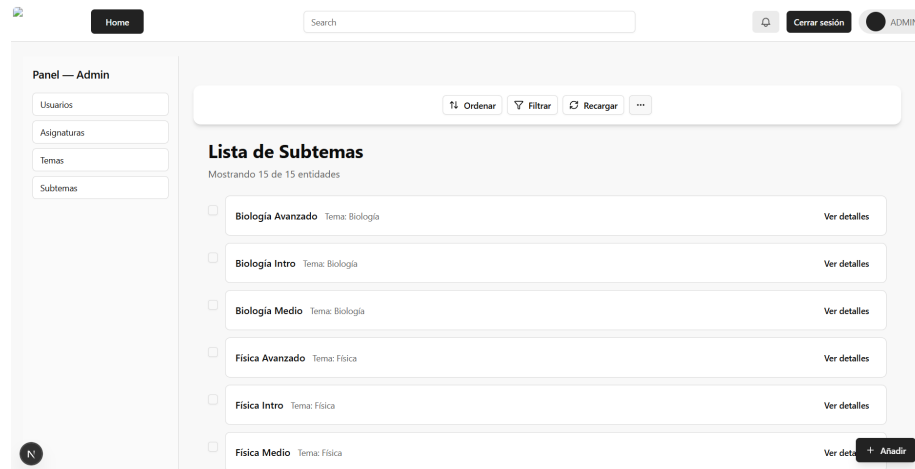 Home
Search
Cerrar sesión
ADMIN
Panel — Admin
Usuarios
Asignaturas
Temas
Subtemas
Ordenar
Filtrar
Recargar
...
Lista de Subtemas
Mostrando 15 de 15 entidades
Biología Avanzado Tema: Biología Ver detalles
Biología Intro Tema: Biología Ver detalles
Biología Medio Tema: Biología Ver detalles
Física Avanzado Tema: Física Ver detalles
Física Intro Tema: Física Ver detalles
Física Medio Tema: Física Ver deta
+ Añadir
N